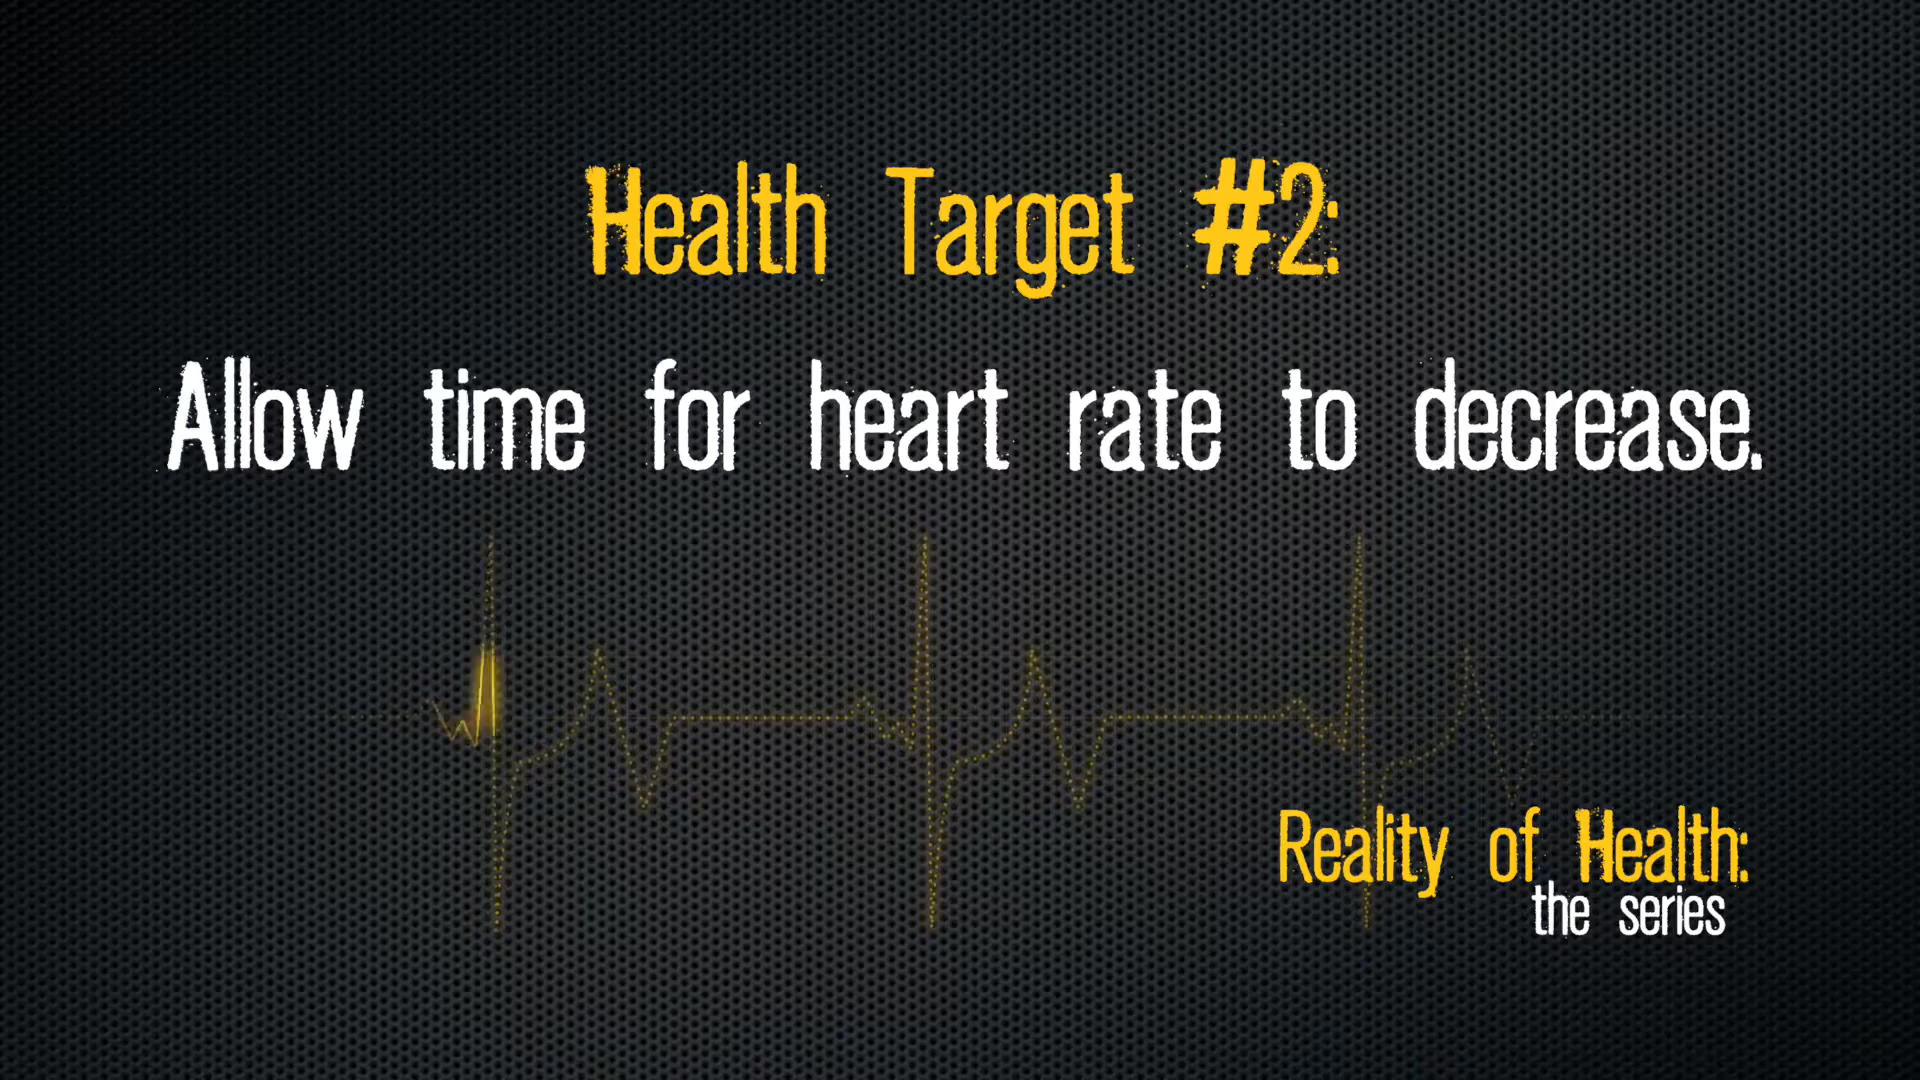 Health Target #2:
Allow time for heart rate to decrease.
Reality of Health:
the series